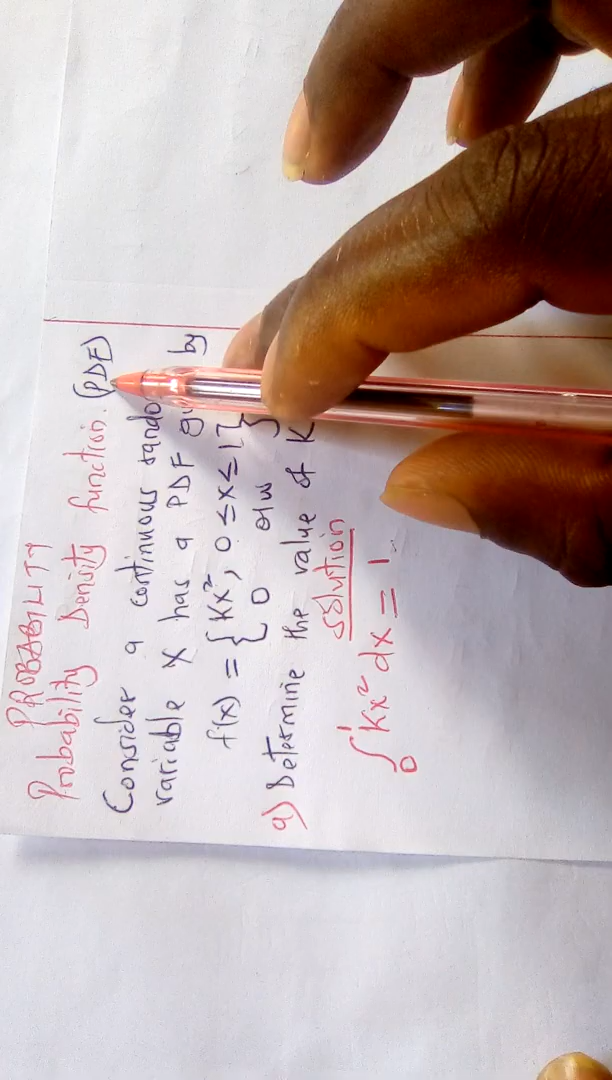 PROBABILITY
Probability Density function. (PDF)
Consider a continuous rando
variable X has a PDF by
f(x) = { Kx², 0 ≤ x ≤ 1 }
0 o/w
a) Determine the value of K
Solution
∫₀¹ Kx² dx = 1.